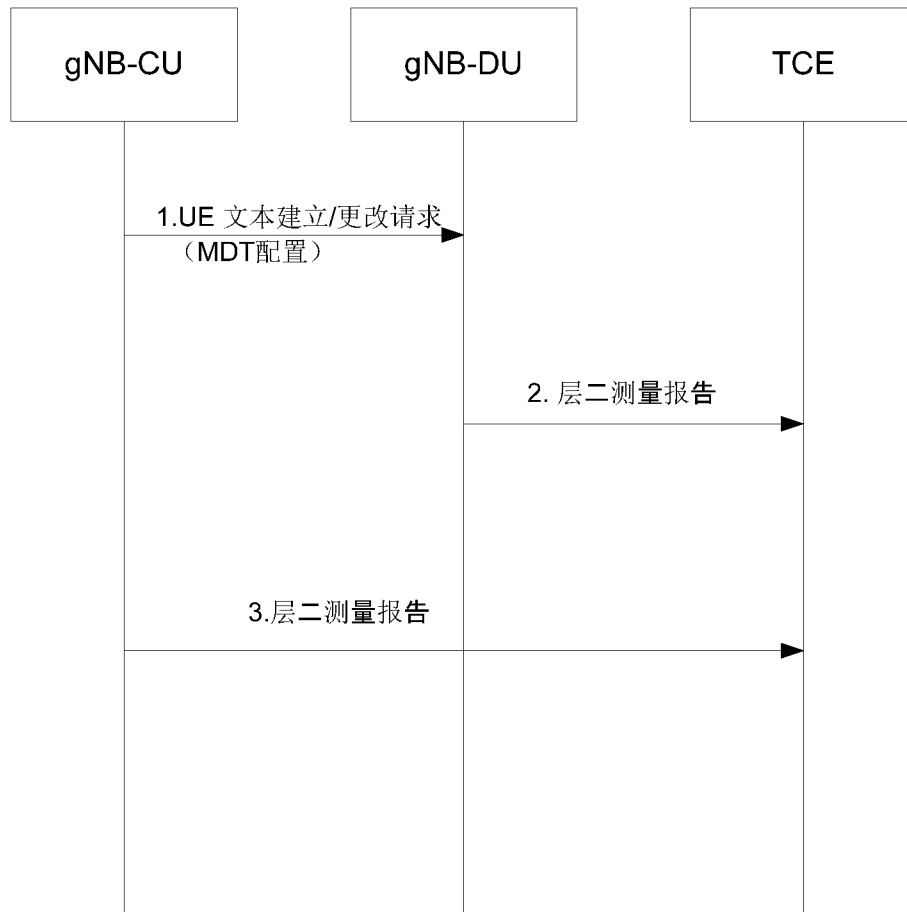 gNB-CU
gNB-DU
TCE
1.UE 文本建立/更改请求
（MDT配置）
2. 层二测量报告
3.层二测量报告